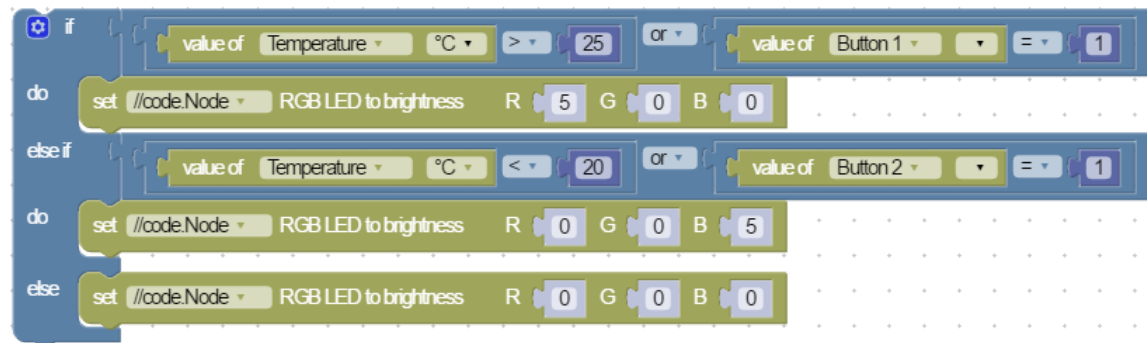 if value of Temperature °C > 25 or value of Button 1 = 1
do set //code.Node RGB LED to brightness R 5 G 0 B 0
else if value of Temperature °C < 20 or value of Button 2 = 1
do set //code.Node RGB LED to brightness R 0 G 0 B 5
else set //code.Node RGB LED to brightness R 0 G 0 B 0